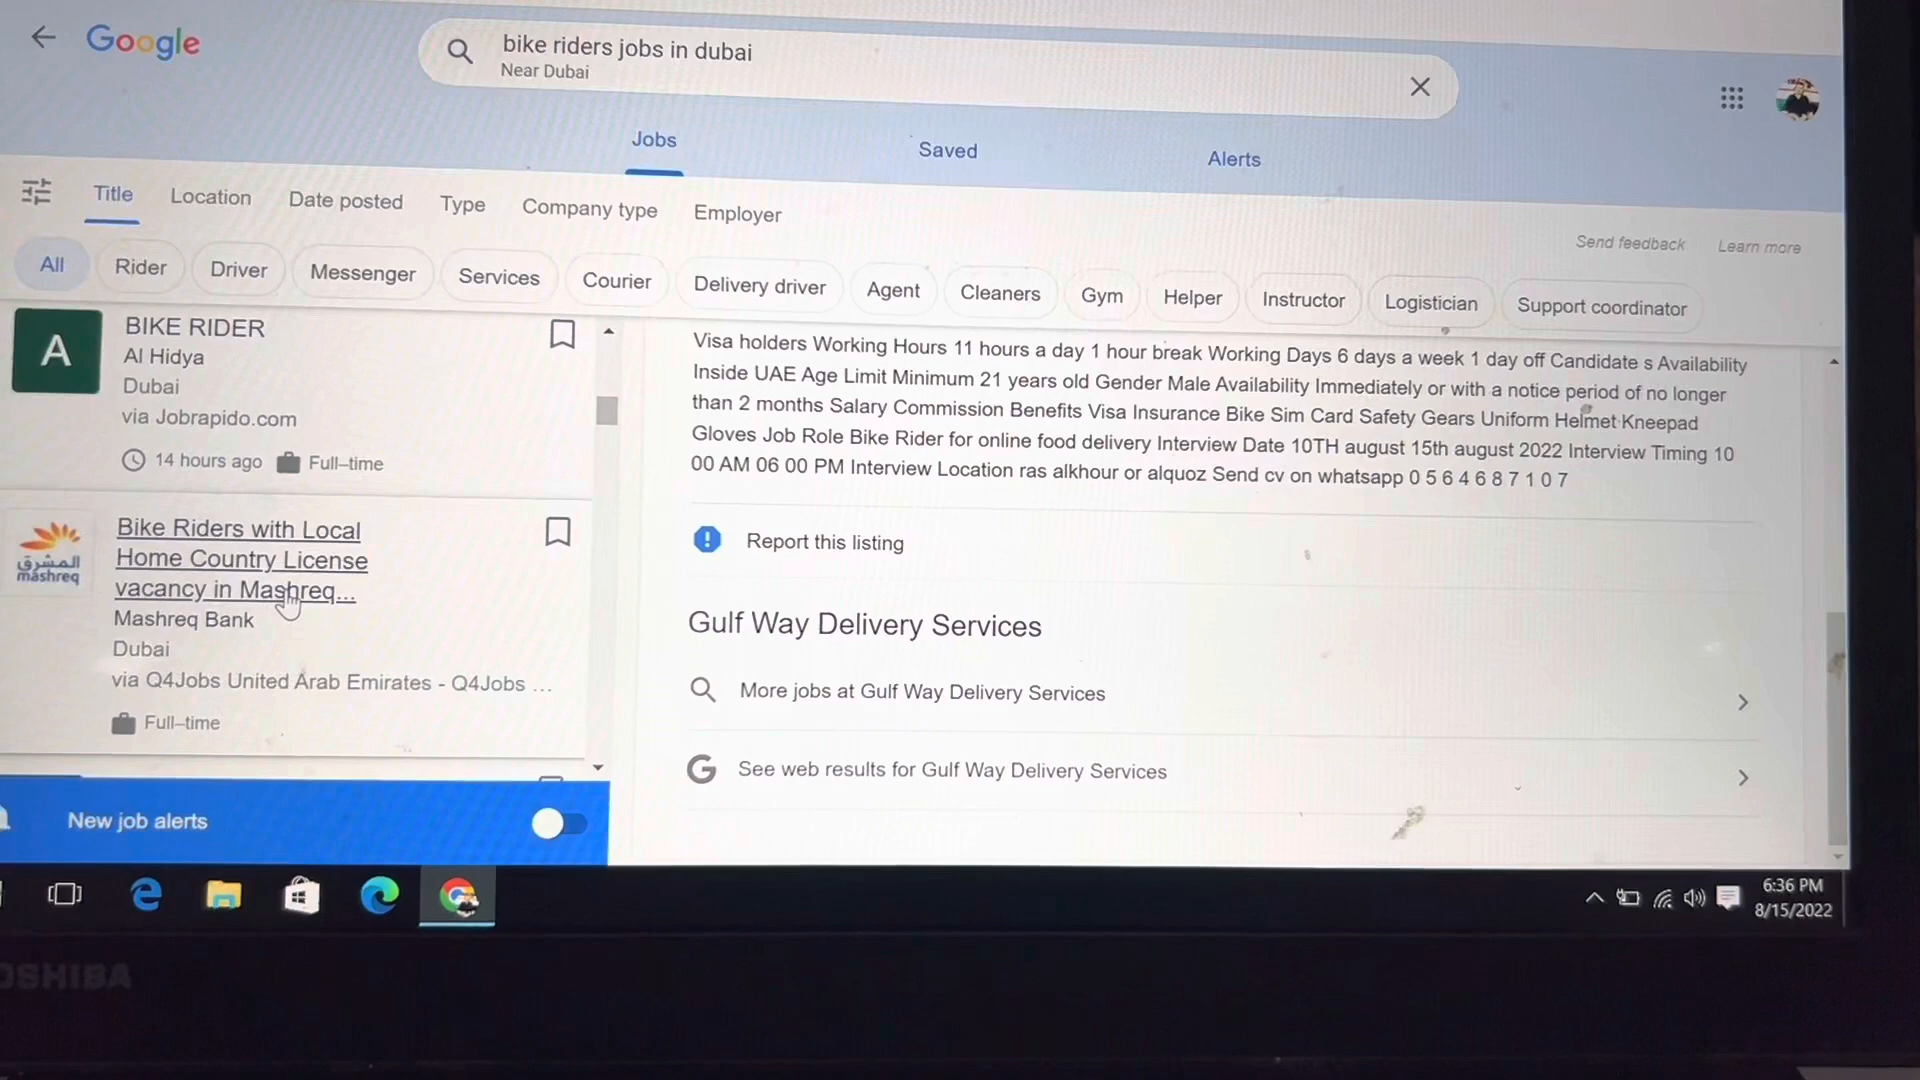 Google
bike riders jobs in dubai
Near Dubai
Jobs
Saved
Alerts
Title
Location
Date posted
Type
Company type
Employer
Send feedback
Learn more
All
Rider
Driver
Messenger
Services
Courier
Delivery driver
Agent
Cleaners
Gym
Helper
Instructor
Logistician
Support coordinator
A
BIKE RIDER
Al Hidya
Dubai
via Jobrapido.com
14 hours ago
Full–time
المشرق
mashreq
Bike Riders with Local
Home Country License
vacancy in Mashreq...
Mashreq Bank
Dubai
via Q4Jobs United Arab Emirates - Q4Jobs ...
Full–time
New job alerts
Visa holders Working Hours 11 hours a day 1 hour break Working Days 6 days a week 1 day off Candidate s Availability
Inside UAE Age Limit Minimum 21 years old Gender Male Availability Immediately or with a notice period of no longer
than 2 months Salary Commission Benefits Visa Insurance Bike Sim Card Safety Gears Uniform Helmet Kneepad
Gloves Job Role Bike Rider for online food delivery Interview Date 10TH august 15th august 2022 Interview Timing 10
00 AM 06 00 PM Interview Location ras alkhour or alquoz Send cv on whatsapp 0 5 6 4 6 8 7 1 0 7
Report this listing
Gulf Way Delivery Services
More jobs at Gulf Way Delivery Services
G
See web results for Gulf Way Delivery Services
6:36 PM
8/15/2022
OSHIBA